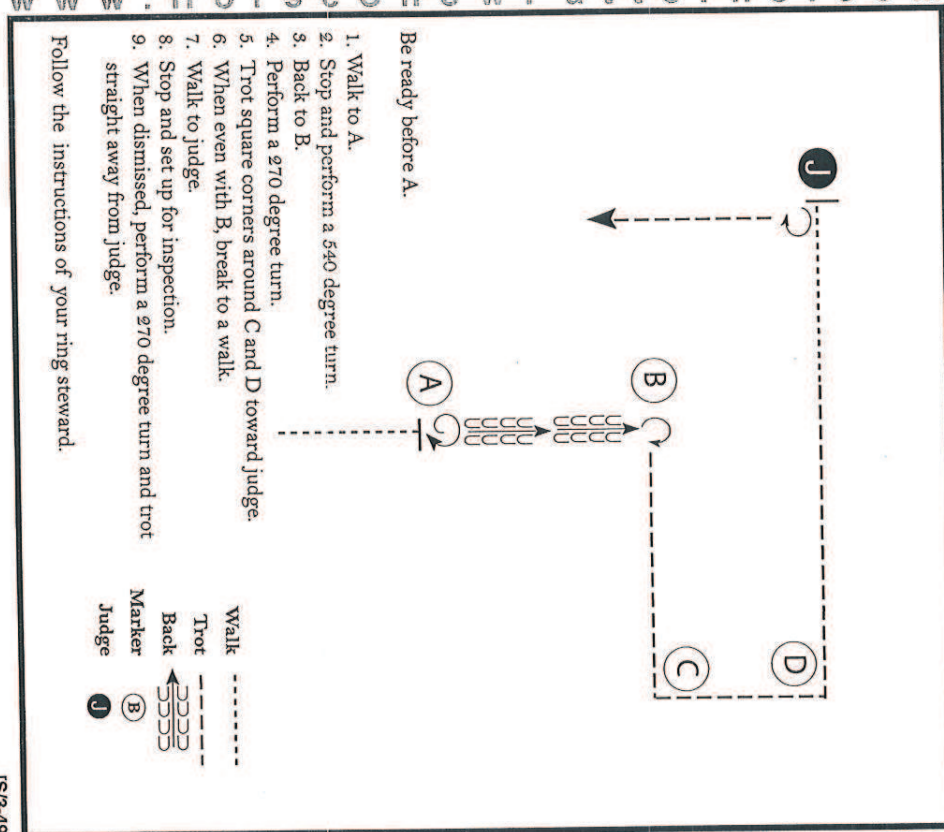 J
D
C
B
A
Be ready before A.
1. Walk to A.
2. Stop and perform a 540 degree turn.
3. Back to B.
4. Perform a 270 degree turn.
5. Trot square corners around C and D toward judge.
6. When even with B, break to a walk.
7. Walk to judge.
8. Stop and set up for inspection.
9. When dismissed, perform a 270 degree turn and trot
straight away from judge.
Follow the instructions of your ring steward.
Walk
Trot
Back
Marker B
Judge J